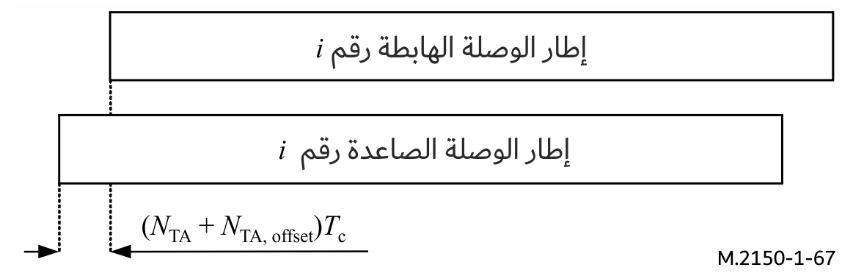 إطار الوصلة الهابطة رقم i
إطار الوصلة الصاعدة رقم i
(N_TA + N_TA, offset)T_c
M.2150-1-67